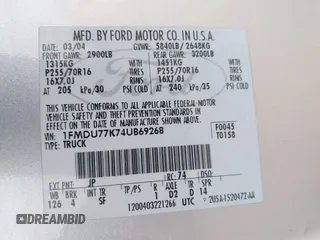 MFD. BY FORD MOTOR CO. IN U.S.A.
DATE: 03/04 GVWR: 5840LB / 2648KG
FRONT GAWR: 2900LB REAR GAWR: 3200LB
1315KG 1451KG
P255/70R16 P255/70R16
16X7.0J 16X7.0J
AT 205 kPa/30 AT 240 kPa/35
THIS VEHICLE CONFORMS TO ALL APPLICABLE FEDERAL MOTOR
VEHICLE SAFETY AND THEFT PREVENTION STANDARDS IN EFFECT ON
THE DATE OF MANUFACTURE SHOWN ABOVE.
VEHICLE: 1FMDU77K74UB69268 F0045
TYPE: TRUCK T0158
EXT PNT: JP RC: 74 DSO:
WB BRK INT TR TP/PS R AXLE TR SPR
126 4 SF 1 D2 D 14
1200403221266 UTC 2U5A-1520472-AA
DREAMBID